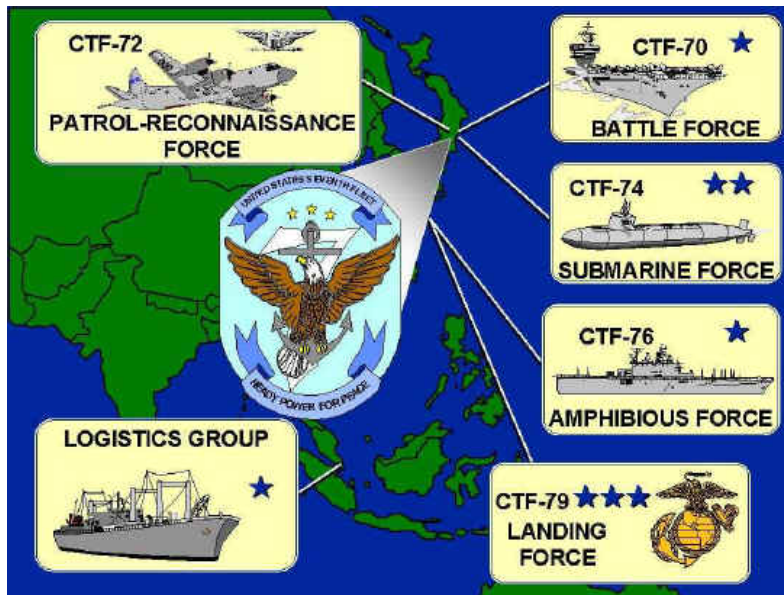 CTF-72
PATROL-RECONNAISSANCE
FORCE
CTF-70
BATTLE FORCE
CTF-74
SUBMARINE FORCE
UNITED STATES SEVENTH FLEET
READY POWER FOR PEACE
CTF-76
AMPHIBIOUS FORCE
LOGISTICS GROUP
CTF-79
LANDING
FORCE